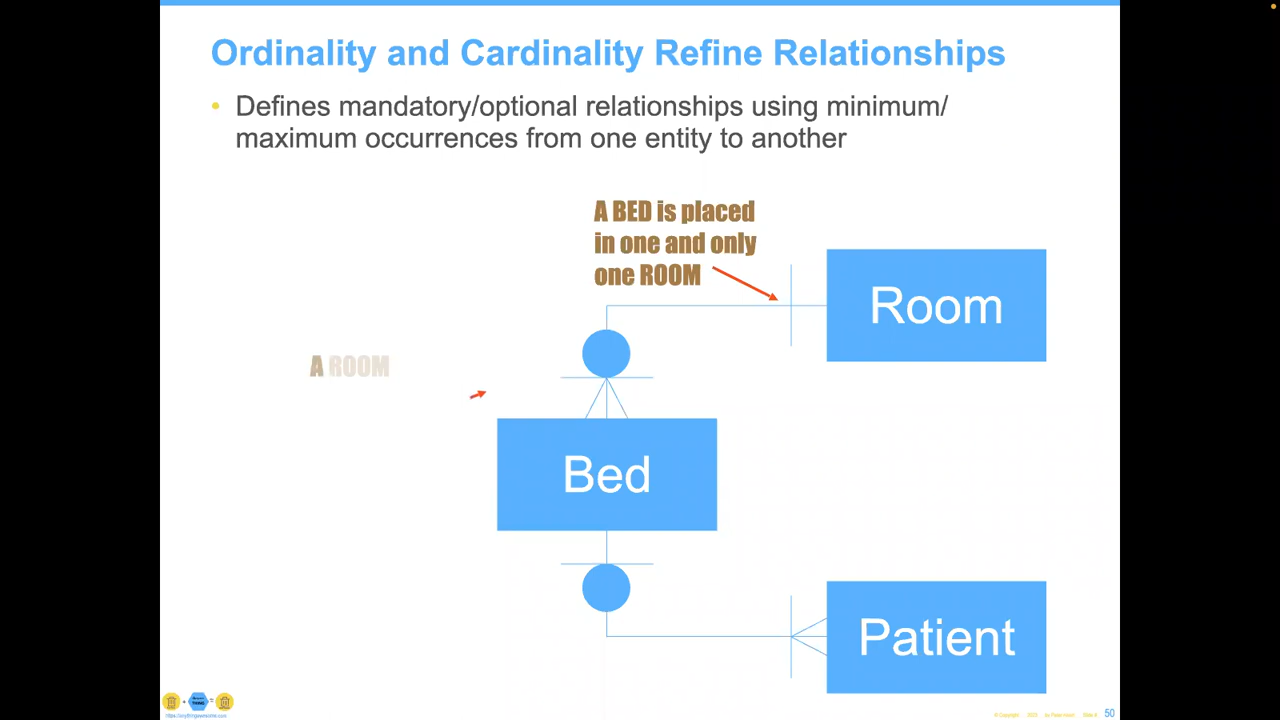 Ordinality and Cardinality Refine Relationships
• Defines mandatory/optional relationships using minimum/
maximum occurrences from one entity to another
A BED is placed
in one and only
one ROOM
Room
A ROOM
Bed
Patient
50